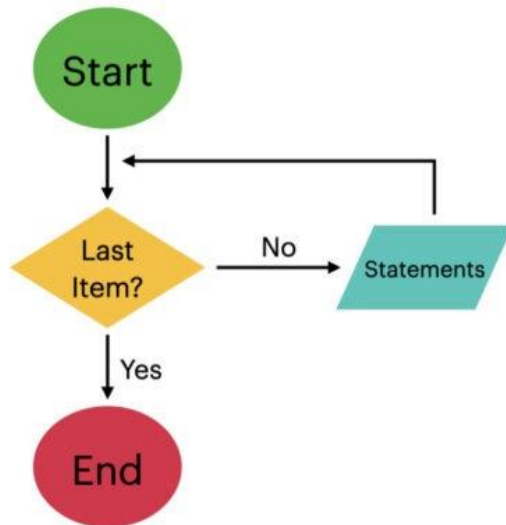 Start
Last
Item?
No
Statements
Yes
End